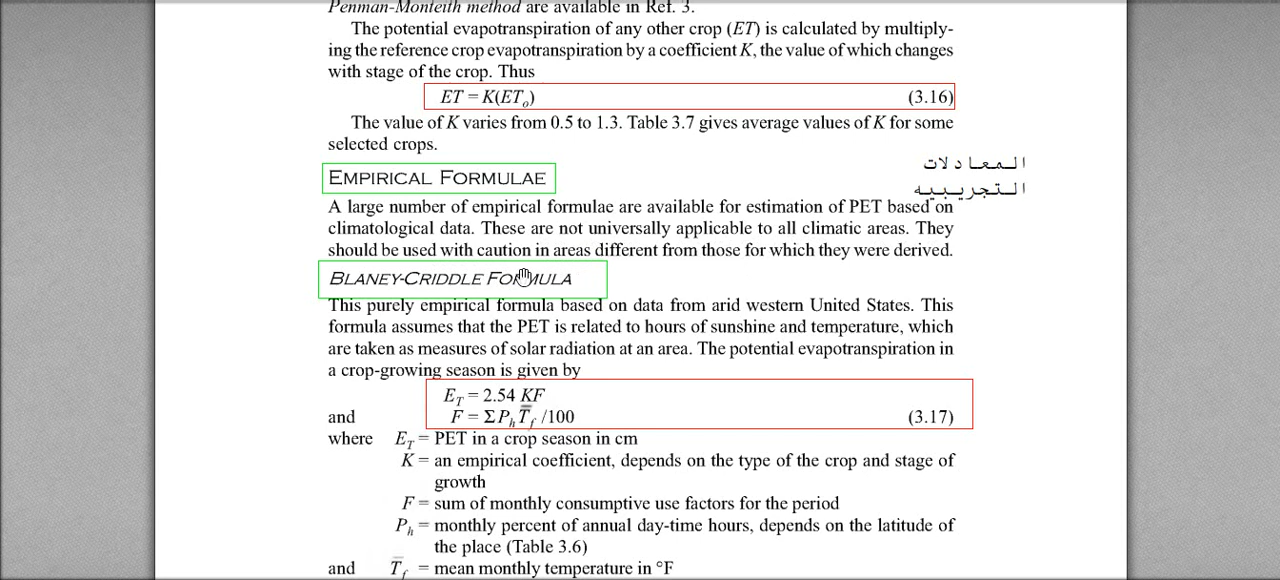 Penman-Monteith method are available in Ref. 3.
The potential evapotranspiration of any other crop (ET) is calculated by multiply-
ing the reference crop evapotranspiration by a coefficient K, the value of which changes
with stage of the crop. Thus
ET = K(ETₒ) (3.16)
The value of K varies from 0.5 to 1.3. Table 3.7 gives average values of K for some
selected crops.
المعادلات
EMPIRICAL FORMULAE
التجريبيه
A large number of empirical formulae are available for estimation of PET based on
climatological data. These are not universally applicable to all climatic areas. They
should be used with caution in areas different from those for which they were derived.
BLANEY-CRIDDLE FORMULA
This purely empirical formula based on data from arid western United States. This
formula assumes that the PET is related to hours of sunshine and temperature, which
are taken as measures of solar radiation at an area. The potential evapotranspiration in
a crop-growing season is given by
E_T = 2.54 KF
and F = Σ P_h T̅_f /100 (3.17)
where E_T = PET in a crop season in cm
K = an empirical coefficient, depends on the type of the crop and stage of
growth
F = sum of monthly consumptive use factors for the period
P_h = monthly percent of annual day-time hours, depends on the latitude of
the place (Table 3.6)
and T̅_f = mean monthly temperature in °F